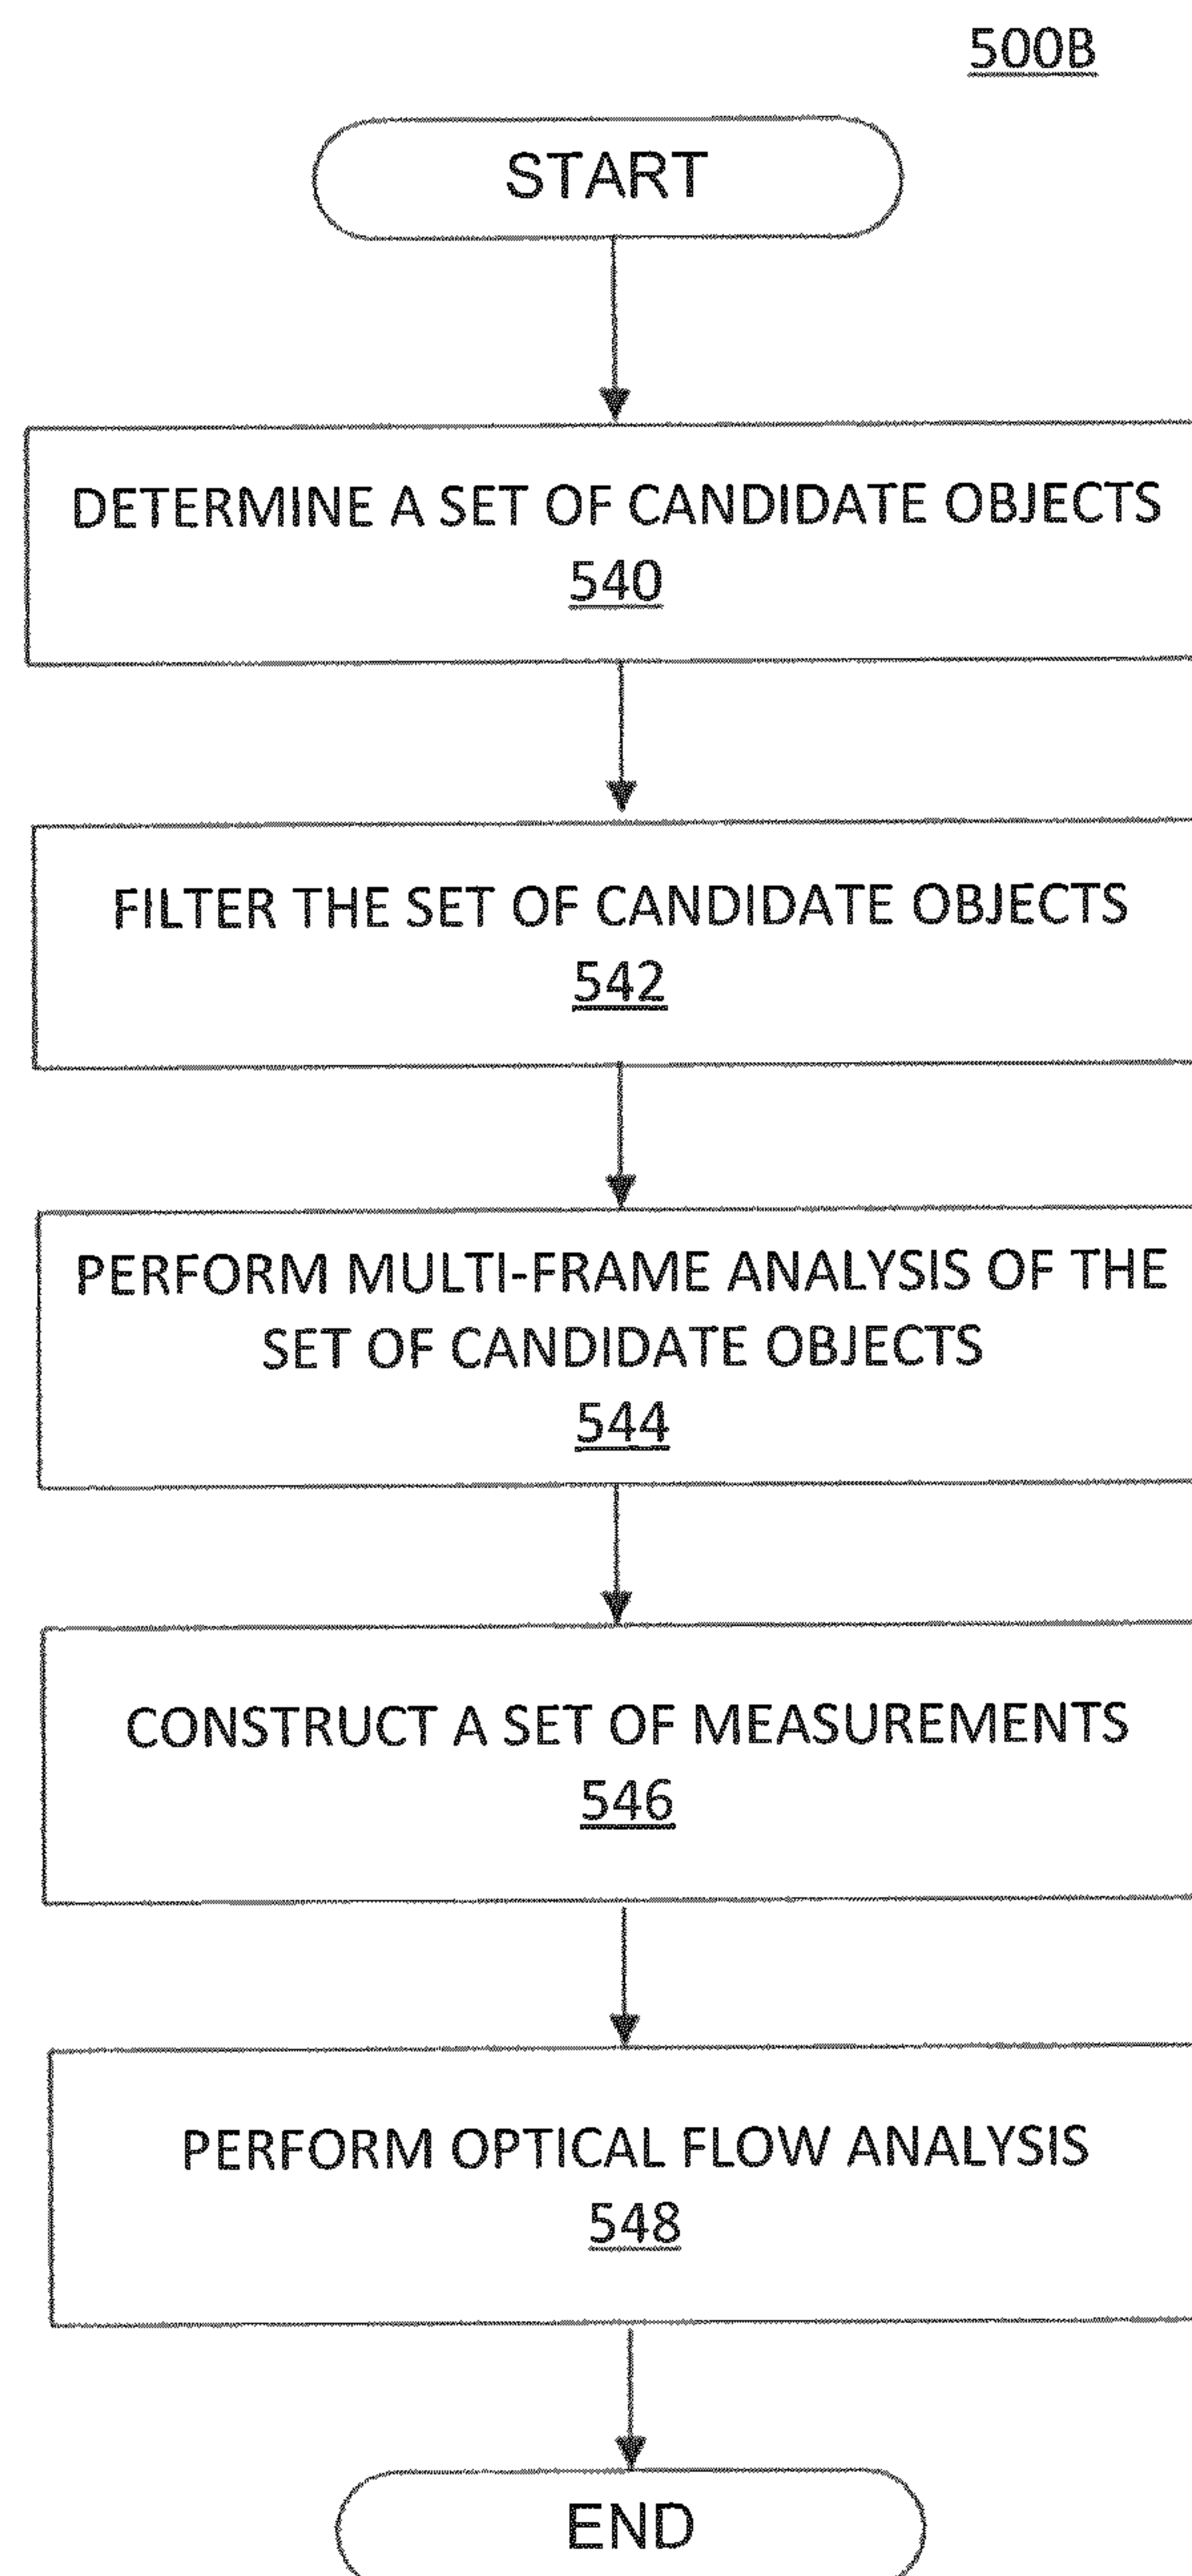 500B
START
DETERMINE A SET OF CANDIDATE OBJECTS
540
FILTER THE SET OF CANDIDATE OBJECTS
542
PERFORM MULTI-FRAME ANALYSIS OF THE
SET OF CANDIDATE OBJECTS
544
CONSTRUCT A SET OF MEASUREMENTS
546
PERFORM OPTICAL FLOW ANALYSIS
548
END